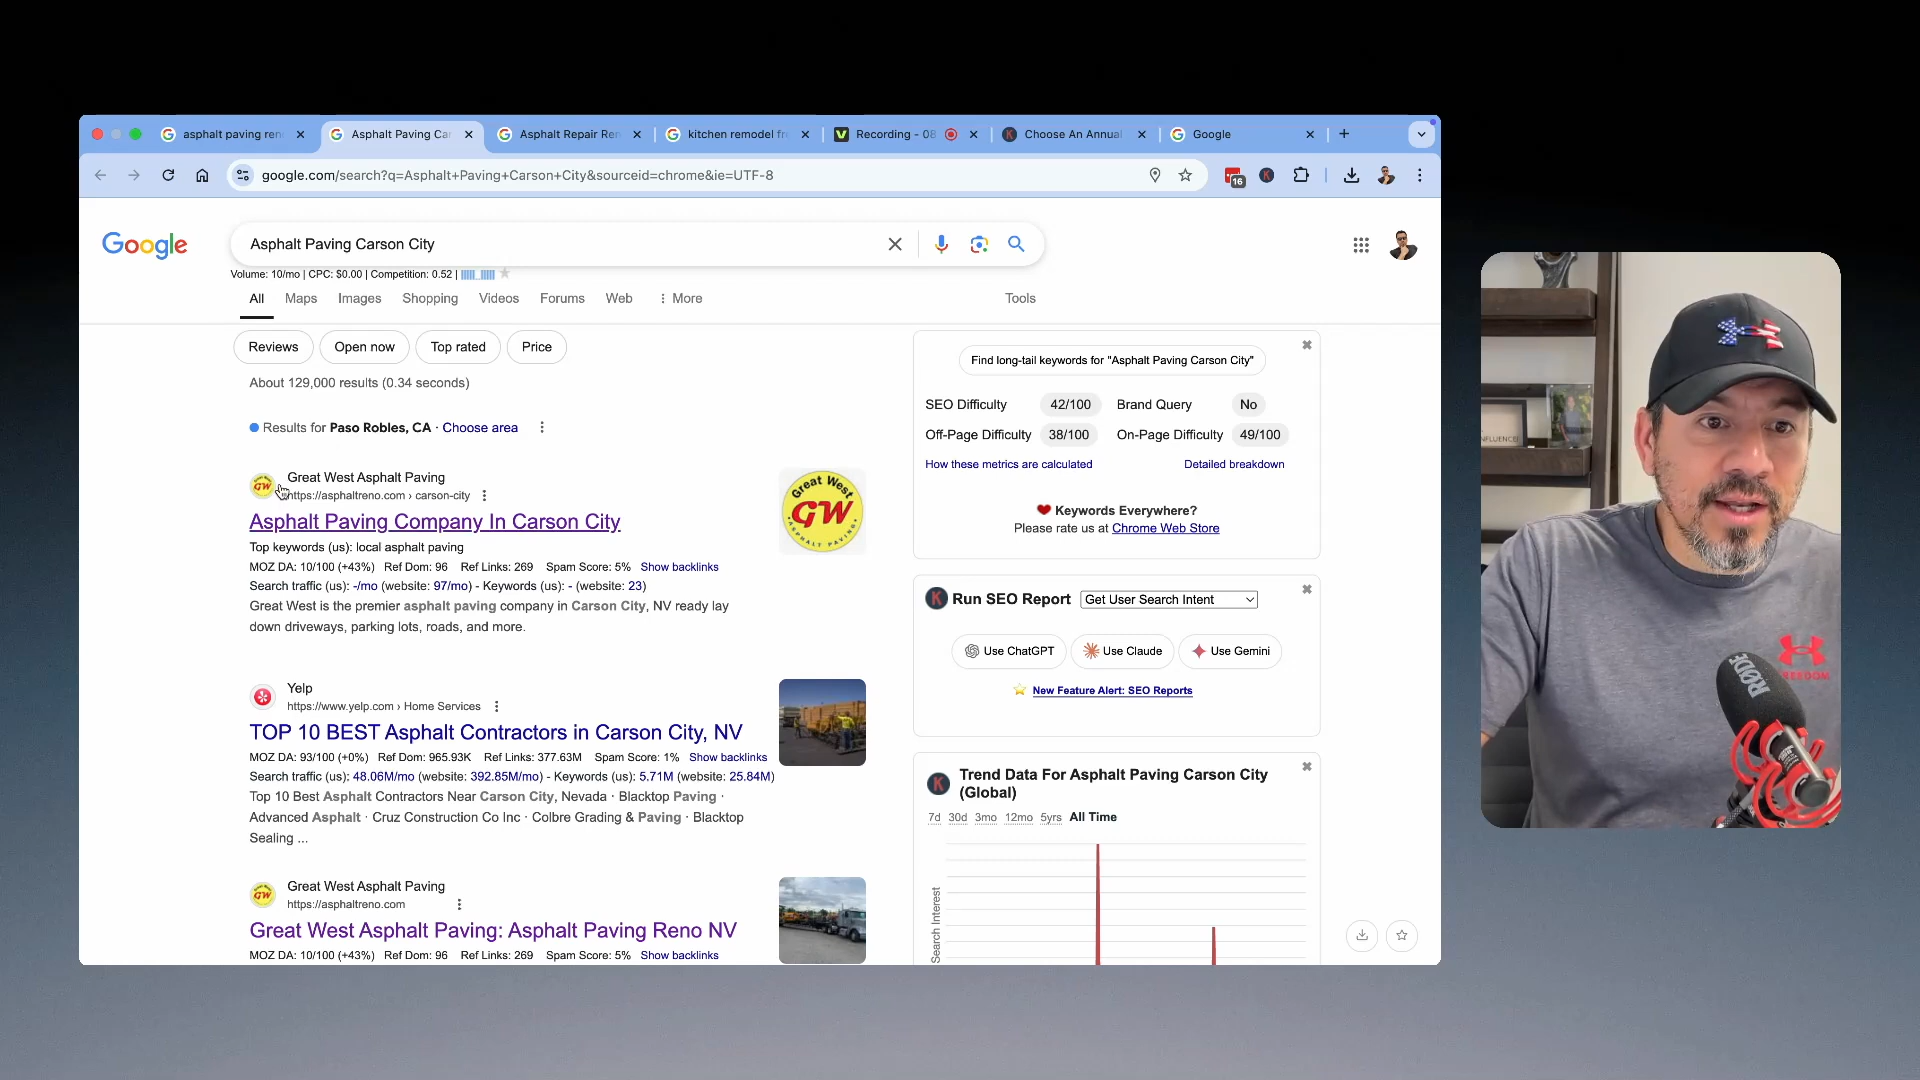 asphalt paving ren
Asphalt Paving Car
Asphalt Repair Ren
kitchen remodel fr
Recording - 08
Choose An Annual
Google
google.com/search?q=Asphalt+Paving+Carson+City&sourceid=chrome&ie=UTF-8
16
K
Google
Asphalt Paving Carson City
Volume: 10/mo | CPC: $0.00 | Competition: 0.52 |
All
Maps
Images
Shopping
Videos
Forums
Web
More
Tools
Reviews
Open now
Top rated
Price
About 129,000 results (0.34 seconds)
Results for Paso Robles, CA · Choose area
GW
Great West Asphalt Paving
https://asphaltreno.com › carson-city
Asphalt Paving Company In Carson City
Top keywords (us): local asphalt paving
MOZ DA: 10/100 (+43%) Ref Dom: 96 Ref Links: 269 Spam Score: 5% Show backlinks
Search traffic (us): -/mo (website: 97/mo) - Keywords (us): - (website: 23)
Great West is the premier asphalt paving company in Carson City, NV ready lay
down driveways, parking lots, roads, and more.
Great West
GW
ASPHALT PAVING
Yelp
https://www.yelp.com › Home Services
TOP 10 BEST Asphalt Contractors in Carson City, NV
MOZ DA: 93/100 (+0%) Ref Dom: 965.93K Ref Links: 377.63M Spam Score: 1% Show backlinks
Search traffic (us): 48.06M/mo (website: 392.85M/mo) - Keywords (us): 5.71M (website: 25.84M)
Top 10 Best Asphalt Contractors Near Carson City, Nevada · Blacktop Paving ·
Advanced Asphalt · Cruz Construction Co Inc · Colbre Grading & Paving · Blacktop
Sealing ...
GW
Great West Asphalt Paving
https://asphaltreno.com
Great West Asphalt Paving: Asphalt Paving Reno NV
MOZ DA: 10/100 (+43%) Ref Dom: 96 Ref Links: 269 Spam Score: 5% Show backlinks
Find long-tail keywords for "Asphalt Paving Carson City"
SEO Difficulty 42/100 Brand Query No
Off-Page Difficulty 38/100 On-Page Difficulty 49/100
How these metrics are calculated
Detailed breakdown
Keywords Everywhere?
Please rate us at Chrome Web Store
K
Run SEO Report
Get User Search Intent
Use ChatGPT
Use Claude
Use Gemini
New Feature Alert: SEO Reports
K
Trend Data For Asphalt Paving Carson City
(Global)
7d 30d 3mo 12mo 5yrs All Time
Search Interest
RØDE
FREEDOM